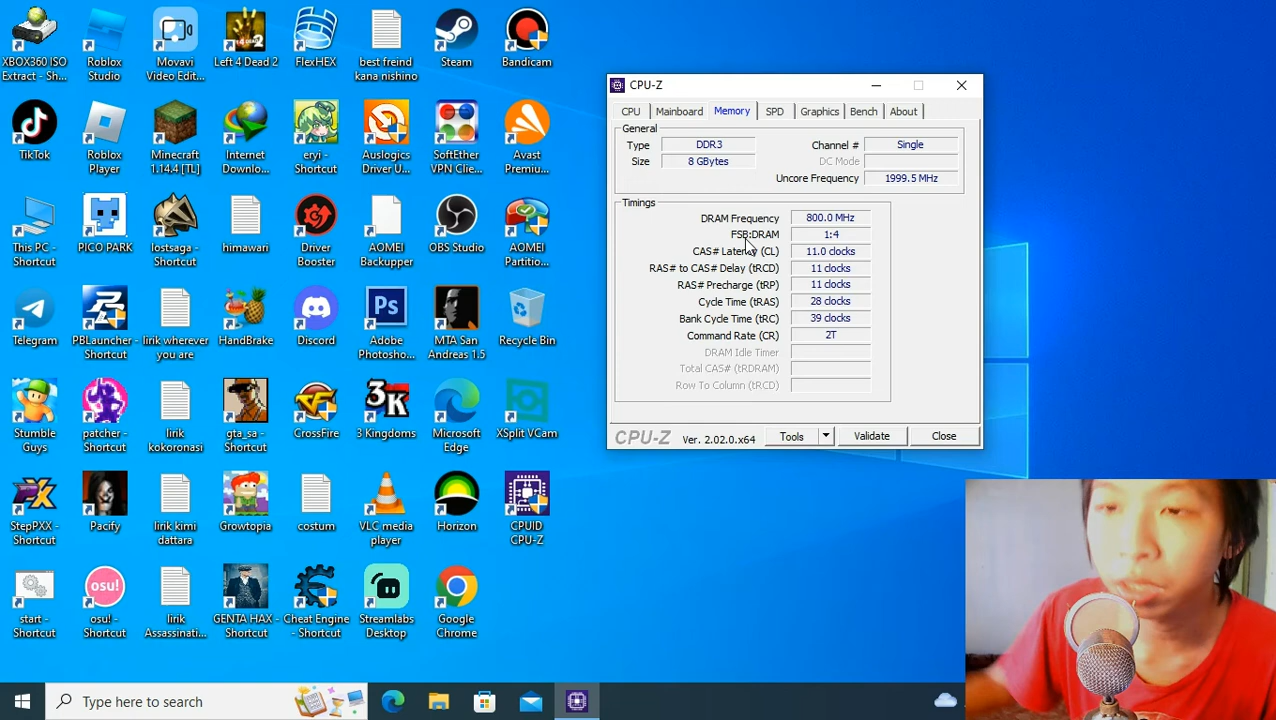 XBOX360 ISO
Extract - Sh...
Roblox
Studio
Movavi
Video Edit...
Left 4 Dead 2
FlexHEX
best freind
kana nishino
Steam
Bandicam
TikTok
Roblox
Player
Minecraft
1.14.4 [TL]
Internet
Downlo...
eryi -
Shortcut
Auslogics
Driver U...
SoftEther
VPN Clie...
Avast
Premiu...
This PC -
Shortcut
PICO PARK
lostsaga -
Shortcut
himawari
Driver
Booster
AOMEI
Backupper
OBS Studio
AOMEI
Partitio...
Telegram
PBLauncher -
Shortcut
lirik wherever
you are
HandBrake
Discord
Adobe
Photosho...
MTA San
Andreas 1.5
Recycle Bin
Stumble
Guys
patcher -
Shortcut
lirik
kokoronasi
gta_sa -
Shortcut
CrossFire
3 Kingdoms
Microsoft
Edge
XSplit VCam
StepPXX -
Shortcut
Pacify
lirik kimi
dattara
Growtopia
costum
VLC media
player
Horizon
CPUID
CPU-Z
start -
Shortcut
osu!
osu! -
Shortcut
lirik
Assassinati...
GENTA HAX -
Shortcut
Cheat Engine
- Shortcut
Streamlabs
Desktop
Google
Chrome
CPU-Z
CPU Mainboard Memory SPD Graphics Bench About
General
Type DDR3 Channel # Single
Size 8 GBytes DC Mode
Uncore Frequency 1999.5 MHz
Timings
DRAM Frequency 800.0 MHz
FSB:DRAM 1:4
CAS# Latency (CL) 11.0 clocks
RAS# to CAS# Delay (tRCD) 11 clocks
RAS# Precharge (tRP) 11 clocks
Cycle Time (tRAS) 28 clocks
Bank Cycle Time (tRC) 39 clocks
Command Rate (CR) 2T
DRAM Idle Timer
Total CAS# (tRDRAM)
Row To Column (tRCD)
CPU-Z Ver. 2.02.0.x64 Tools Validate Close
Type here to search